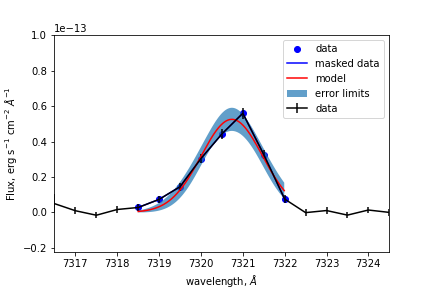 1e−13
1.0
0.8
0.6
0.4
0.2
0.0
−0.2
Flux, erg s⁻¹ cm⁻² Å⁻¹
data
masked data
model
error limits
data
7317 7318 7319 7320 7321 7322 7323 7324
wavelength, Å